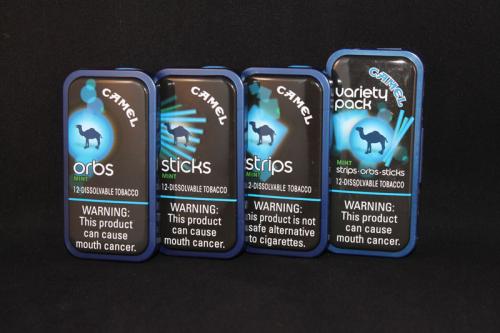 CAMEL
orbs
MINT
12-DISSOLVABLE TOBACCO
WARNING:
This product
can cause
mouth cancer.
CAMEL
sticks
MINT
12-DISSOLVABLE TOBACCO
WARNING:
This product
can cause
mouth cancer.
CAMEL
strips
MINT
12-DISSOLVABLE TOBACCO
WARNING:
This product is not
safe alternative
to cigarettes.
CAMEL
variety
pack
MINT
strips·orbs·sticks
12-DISSOLVABLE TOBACCO
WARNING:
This product
can cause
mouth cancer.